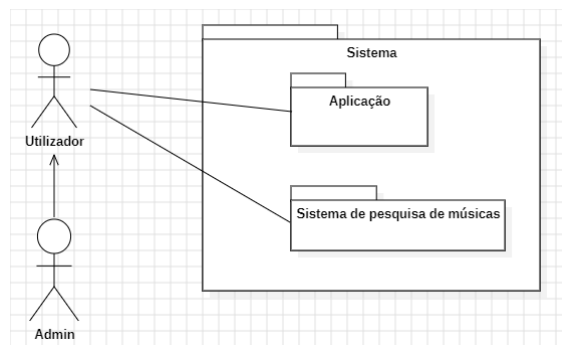 Sistema
Aplicação
Utilizador
Sistema de pesquisa de músicas
Admin